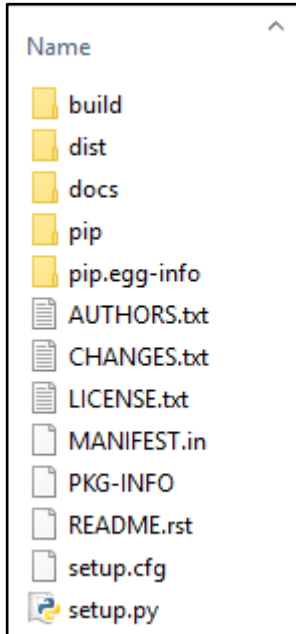 Name
build
dist
docs
pip
pip.egg-info
AUTHORS.txt
CHANGES.txt
LICENSE.txt
MANIFEST.in
PKG-INFO
README.rst
setup.cfg
setup.py